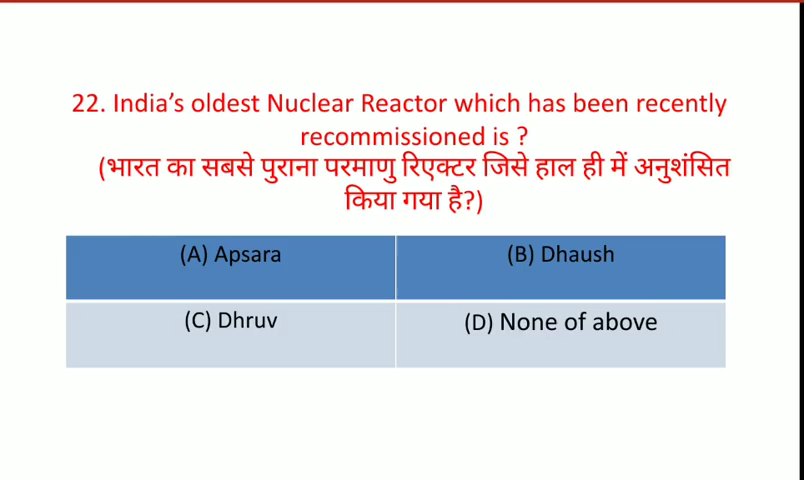 22. India’s oldest Nuclear Reactor which has been recently
recommissioned is ?
(भारत का सबसे पुराना परमाणु रिएक्टर जिसे हाल ही में अनुशंसित
किया गया है?)
(A) Apsara
(B) Dhaush
(C) Dhruv
(D) None of above